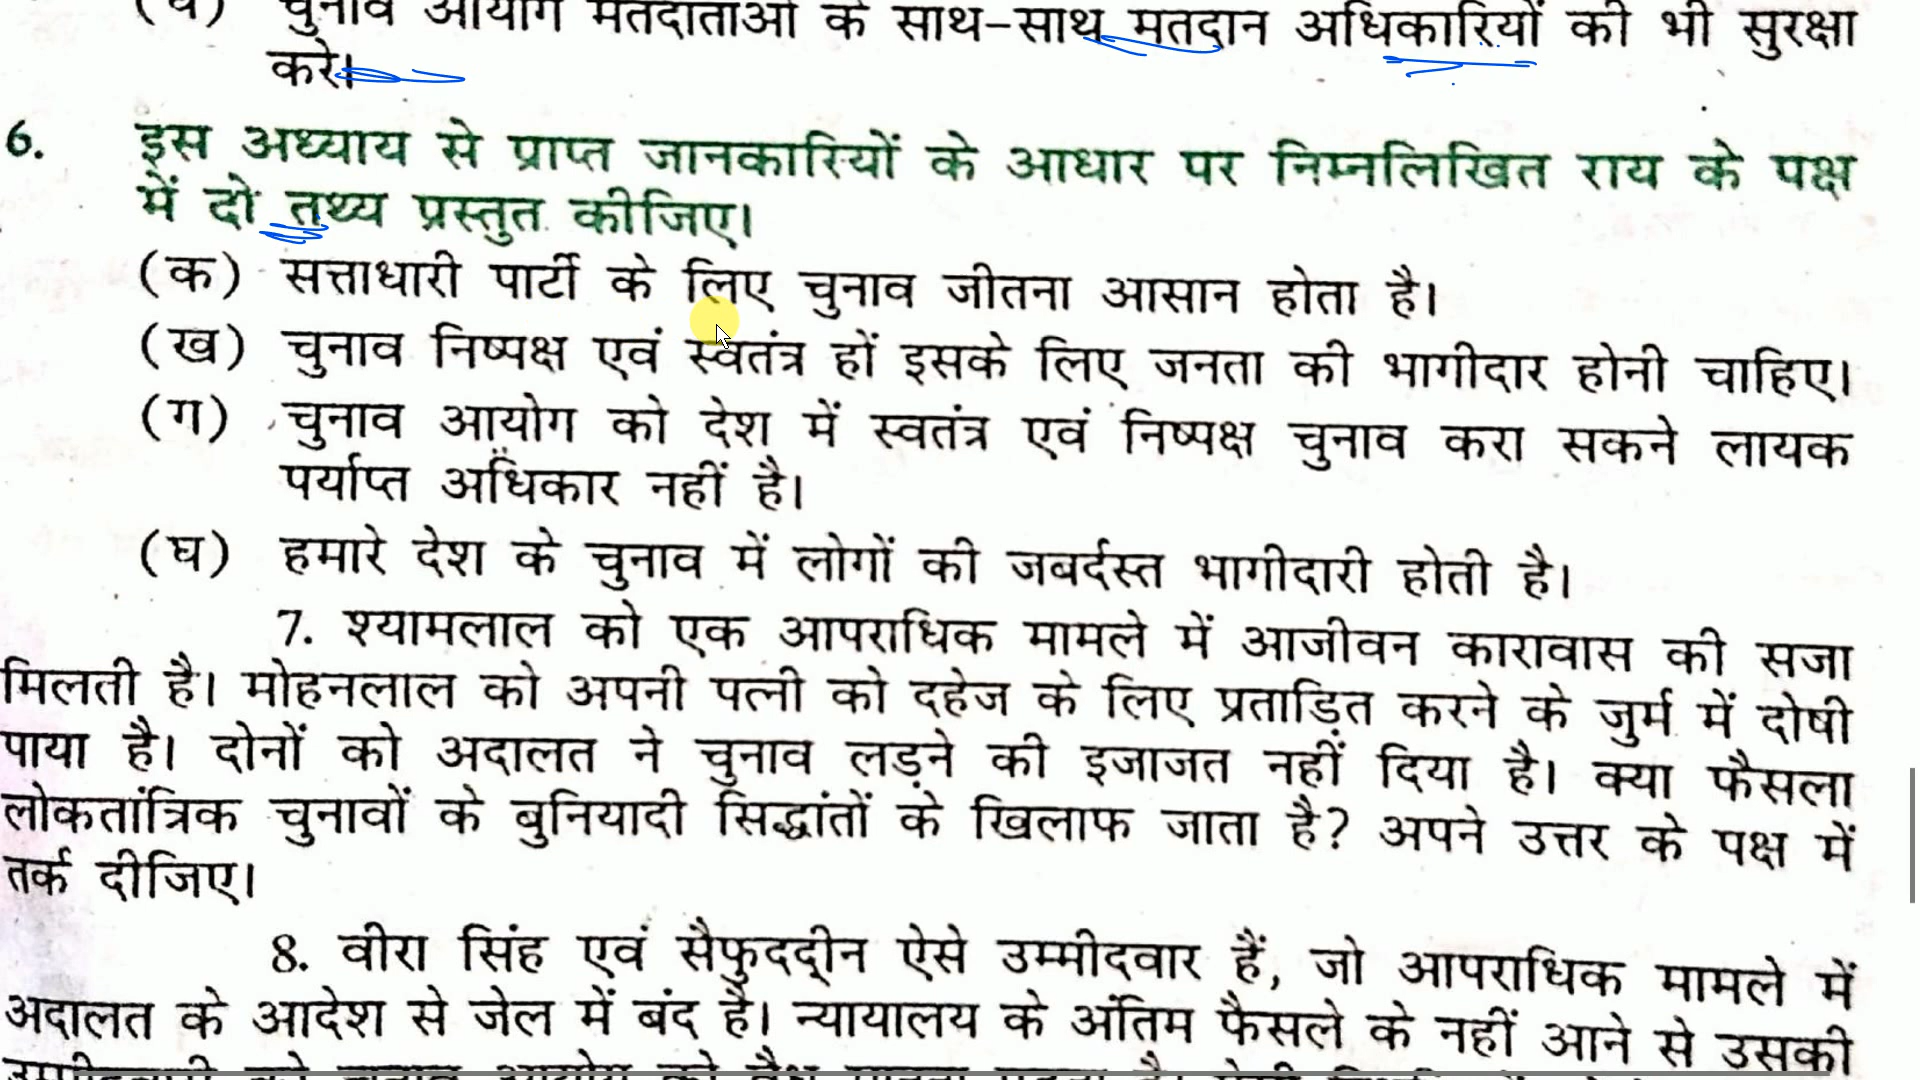 चुनाव आयोग मतदाताओं के साथ-साथ मतदान अधिकारियों की भी सुरक्षा
करे।
6. इस अध्याय से प्राप्त जानकारियों के आधार पर निम्नलिखित राय के पक्ष
में दो तथ्य प्रस्तुत कीजिए।
(क) सत्ताधारी पार्टी के लिए चुनाव जीतना आसान होता है।
(ख) चुनाव निष्पक्ष एवं स्वतंत्र हों इसके लिए जनता की भागीदार होनी चाहिए।
(ग) चुनाव आयोग को देश में स्वतंत्र एवं निष्पक्ष चुनाव करा सकने लायक
पर्याप्त अधिकार नहीं है।
(घ) हमारे देश के चुनाव में लोगों की जबर्दस्त भागीदारी होती है।
7. श्यामलाल को एक आपराधिक मामले में आजीवन कारावास की सजा
मिलती है। मोहनलाल को अपनी पत्नी को दहेज के लिए प्रताड़ित करने के जुर्म में दोषी
पाया है। दोनों को अदालत ने चुनाव लड़ने की इजाजत नहीं दिया है। क्या फैसला
लोकतांत्रिक चुनावों के बुनियादी सिद्धांतों के खिलाफ जाता है? अपने उत्तर के पक्ष में
तर्क दीजिए।
8. वीरा सिंह एवं सैफुददीन ऐसे उम्मीदवार हैं, जो आपराधिक मामले में
अदालत के आदेश से जेल में बंद है। न्यायालय के अंतिम फैसले के नहीं आने से उसकी